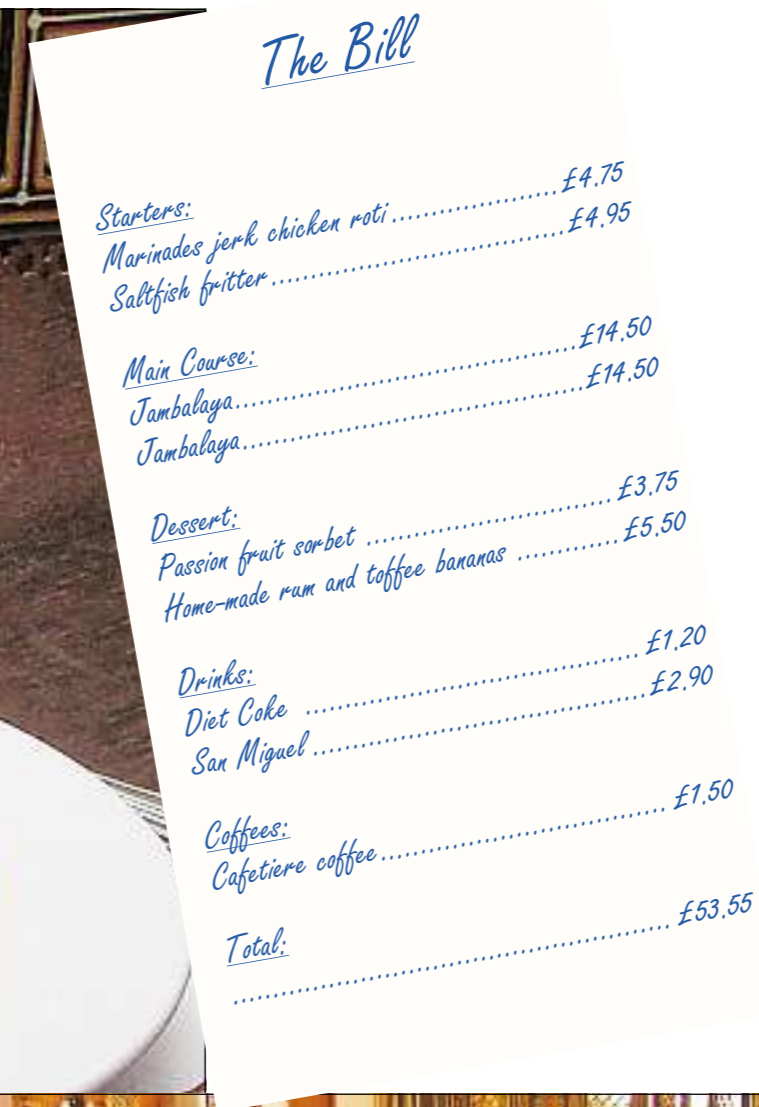 The Bill
Starters:
Marinades jerk chicken roti.....................£4.75
Saltfish fritter....................................£4.95
Main Course:
Jambalaya..........................................£14.50
Jambalaya..........................................£14.50
Dessert:
Passion fruit sorbet ..............................£3.75
Home-made rum and toffee bananas .............£5.50
Drinks:
Diet Coke ........................................£1.20
San Miguel.........................................£2.90
Coffees:
Cafetiere coffee.................................... £1.50
Total:
..................................................... £53.55